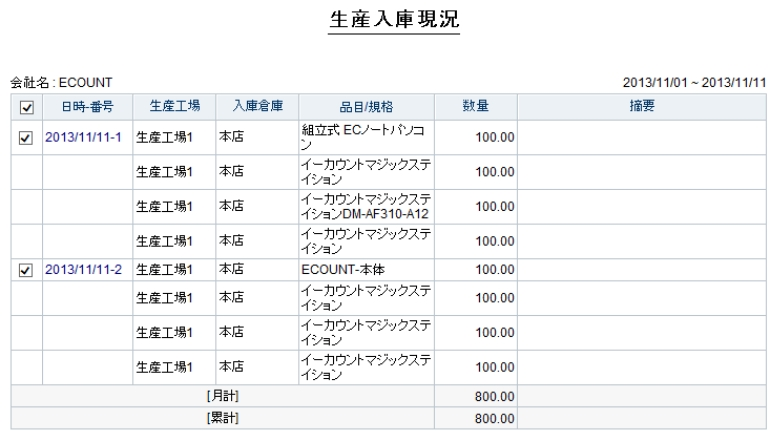 生産入庫現況
会社名 : ECOUNT 2013/11/01 ~ 2013/11/11
日時-番号 生産工場 入庫倉庫 品目/規格 数量 摘要
2013/11/11-1 生産工場1 本店 組立式 ECノートパソコ
ン 100.00
生産工場1 本店 イーカウントマジックステ
イション 100.00
生産工場1 本店 イーカウントマジックステ
イションDM-AF310-A12 100.00
生産工場1 本店 イーカウントマジックステ
イション 100.00
2013/11/11-2 生産工場1 本店 ECOUNT-本体 100.00
生産工場1 本店 イーカウントマジックステ
イション 100.00
生産工場1 本店 イーカウントマジックステ
イション 100.00
生産工場1 本店 イーカウントマジックステ
イション 100.00
[月計] 800.00
[累計] 800.00